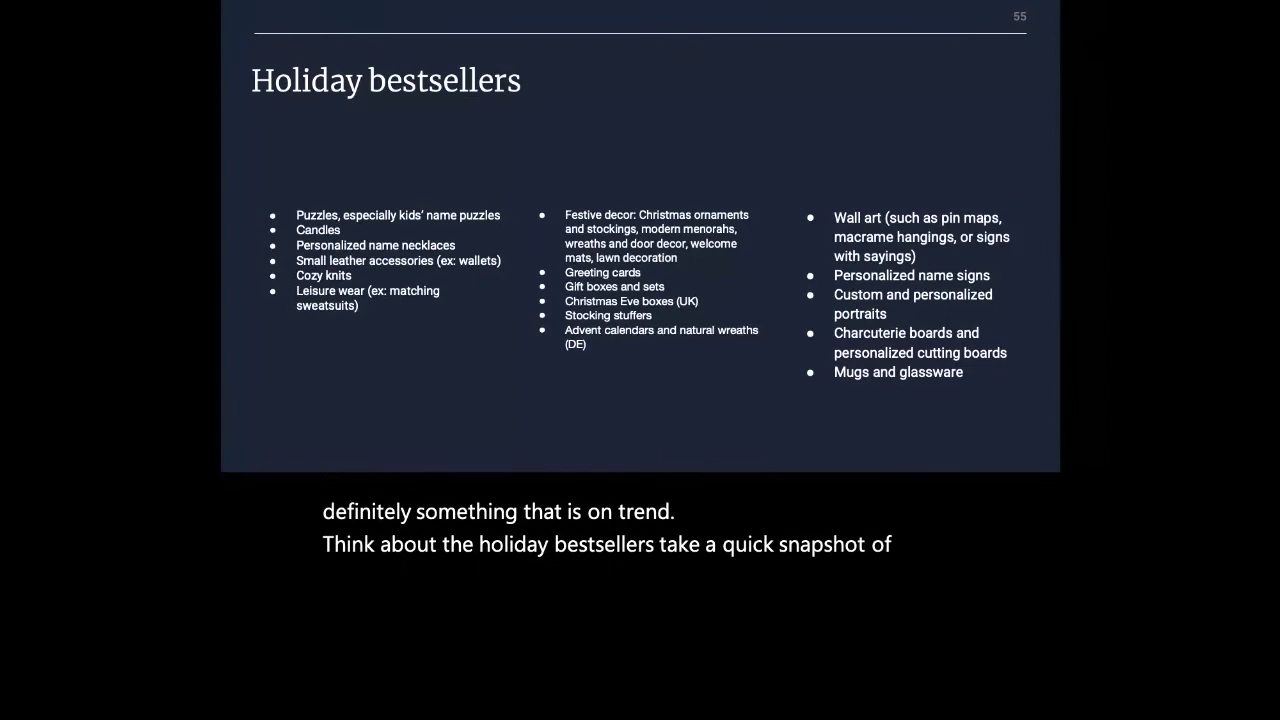 55
Holiday bestsellers
● Puzzles, especially kids' name puzzles
● Candles
● Personalized name necklaces
● Small leather accessories (ex: wallets)
● Cozy knits
● Leisure wear (ex: matching
sweatsuits)
● Festive decor: Christmas ornaments
and stockings, modern menorahs,
wreaths and door decor, welcome
mats, lawn decoration
● Greeting cards
● Gift boxes and sets
● Christmas Eve boxes (UK)
● Stocking stuffers
● Advent calendars and natural wreaths
(DE)
● Wall art (such as pin maps,
macrame hangings, or signs
with sayings)
● Personalized name signs
● Custom and personalized
portraits
● Charcuterie boards and
personalized cutting boards
● Mugs and glassware
definitely something that is on trend.
Think about the holiday bestsellers take a quick snapshot of